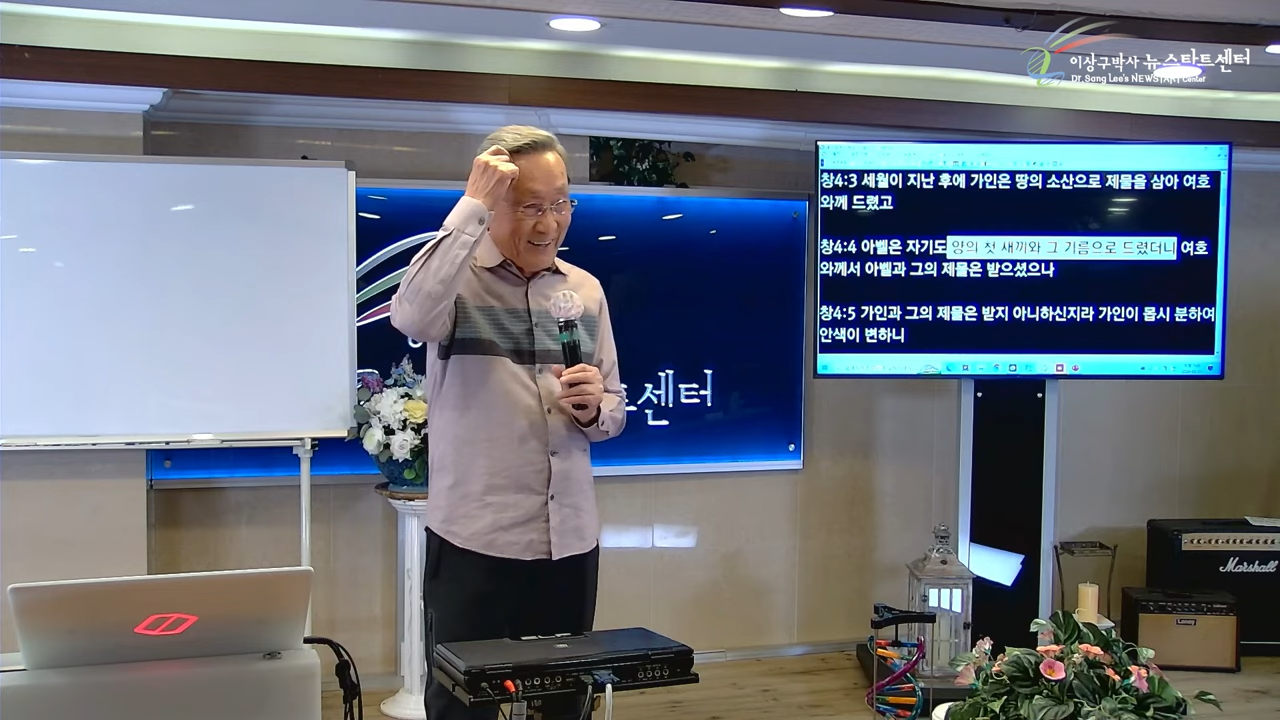 이상구박사 뉴스타트센터
Dr. Sang Lee's NEWSTART Center
창4:3 세월이 지난 후에 가인은 땅의 소산으로 제물을 삼아 여호
와께 드렸고
창4:4 아벨은 자기도 양의 첫 새끼와 그 기름으로 드렸더니 여호
와께서 아벨과 그의 제물은 받으셨으나
창4:5 가인과 그의 제물은 받지 아니하신지라 가인이 몹시 분하여
안색이 변하니
센터
Marshall
Laney